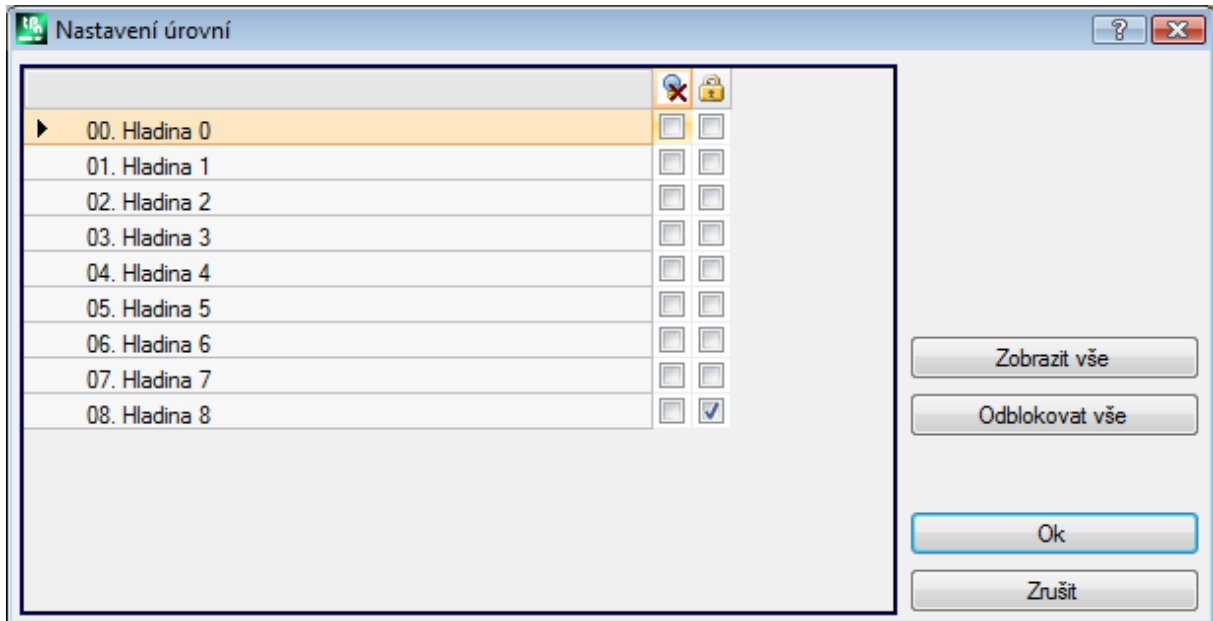 Nastavení úrovní
00. Hladina 0
01. Hladina 1
02. Hladina 2
03. Hladina 3
04. Hladina 4
05. Hladina 5
06. Hladina 6
07. Hladina 7
08. Hladina 8
Zobrazit vše
Odblokovat vše
Ok
Zrušit